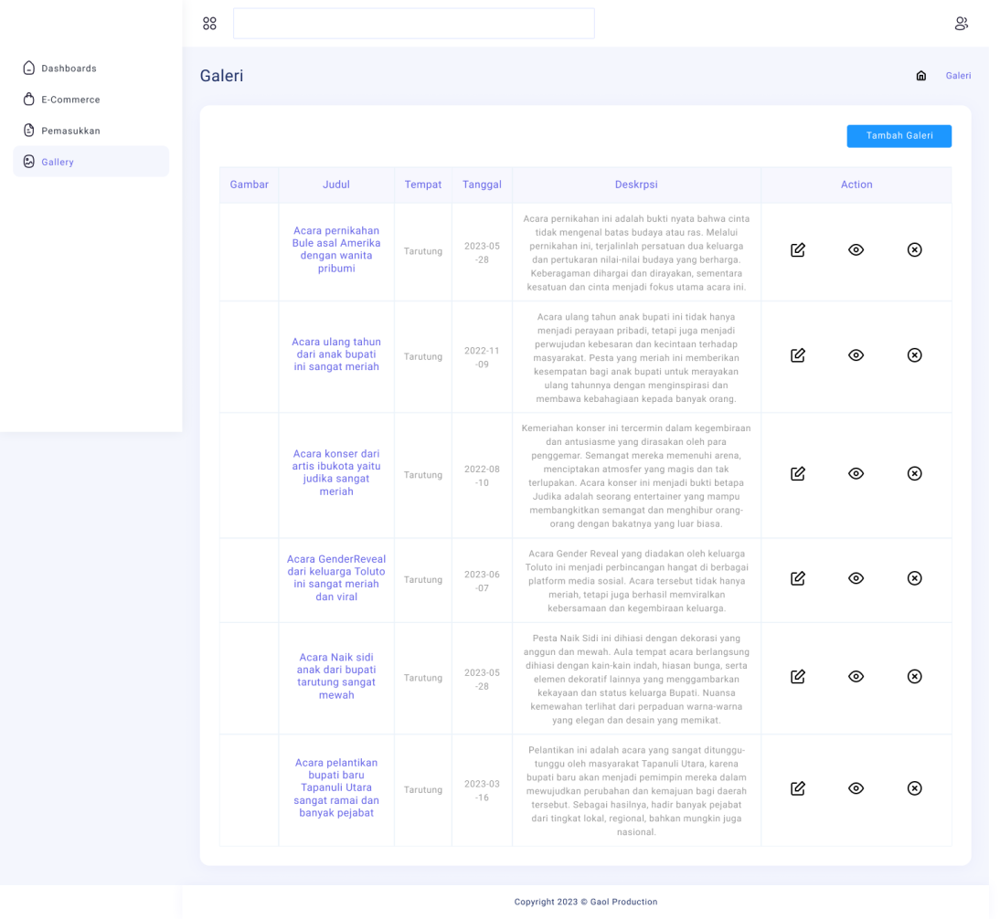 Dashboards
E-Commerce
Pemasukkan
Gallery
Galeri
Galeri
Tambah Galeri
Gambar
Judul
Tempat
Tanggal
Deskrpsi
Action
Acara pernikahan
Bule asal Amerika
dengan wanita
pribumi
Tarutung
2023-05
-28
Acara pernikahan ini adalah bukti nyata bahwa cinta
tidak mengenal batas budaya atau ras. Melalui
pernikahan ini, terjalinlah persatuan dua keluarga
dan pertukaran nilai-nilai budaya yang berharga.
Keberagaman dihargai dan dirayakan, sementara
kesatuan dan cinta menjadi fokus utama acara ini.
Acara ulang tahun
dari anak bupati
ini sangat meriah
Tarutung
2022-11
-09
Acara ulang tahun anak bupati ini tidak hanya
menjadi perayaan pribadi, tetapi juga menjadi
perwujudan kebesaran dan kecintaan terhadap
masyarakat. Pesta yang meriah ini memberikan
kesempatan bagi anak bupati untuk merayakan
ulang tahunnya dengan menginspirasi dan
membawa kebahagiaan kepada banyak orang.
Acara konser dari
artis ibukota yaitu
judika sangat
meriah
Tarutung
2022-08
-10
Kemeriahan konser ini tercermin dalam kegembiraan
dan antusiasme yang dirasakan oleh para
penggemar. Semangat mereka memenuhi arena,
menciptakan atmosfer yang magis dan tak
terlupakan. Acara konser ini menjadi bukti betapa
Judika adalah seorang entertainer yang mampu
membangkitkan semangat dan menghibur orang-
orang dengan bakatnya yang luar biasa.
Acara GenderReveal
dari keluarga Toluto
ini sangat meriah
dan viral
Tarutung
2023-06
-07
Acara Gender Reveal yang diadakan oleh keluarga
Toluto ini menjadi perbincangan hangat di berbagai
platform media sosial. Acara tersebut tidak hanya
meriah, tetapi juga berhasil memviralkan
kebersamaan dan kegembiraan keluarga.
Acara Naik sidi
anak dari bupati
tarutung sangat
mewah
Tarutung
2023-05
-28
Pesta Naik Sidi ini dihiasi dengan dekorasi yang
anggun dan mewah. Aula tempat acara berlangsung
dihiasi dengan kain-kain indah, hiasan bunga, serta
elemen dekoratif lainnya yang menggambarkan
kekayaan dan status keluarga Bupati. Nuansa
kemewahan terlihat dari perpaduan warna-warna
yang elegan dan desain yang memikat.
Acara pelantikan
bupati baru
Tapanuli Utara
sangat ramai dan
banyak pejabat
Tarutung
2023-03
-16
Pelantikan ini adalah acara yang sangat ditunggu-
tunggu oleh masyarakat Tapanuli Utara, karena
bupati baru akan menjadi pemimpin mereka dalam
mewujudkan perubahan dan kemajuan bagi daerah
tersebut. Sebagai hasilnya, hadir banyak pejabat
dari tingkat lokal, regional, bahkan mungkin juga
nasional.
Copyright 2023 © Gaol Production